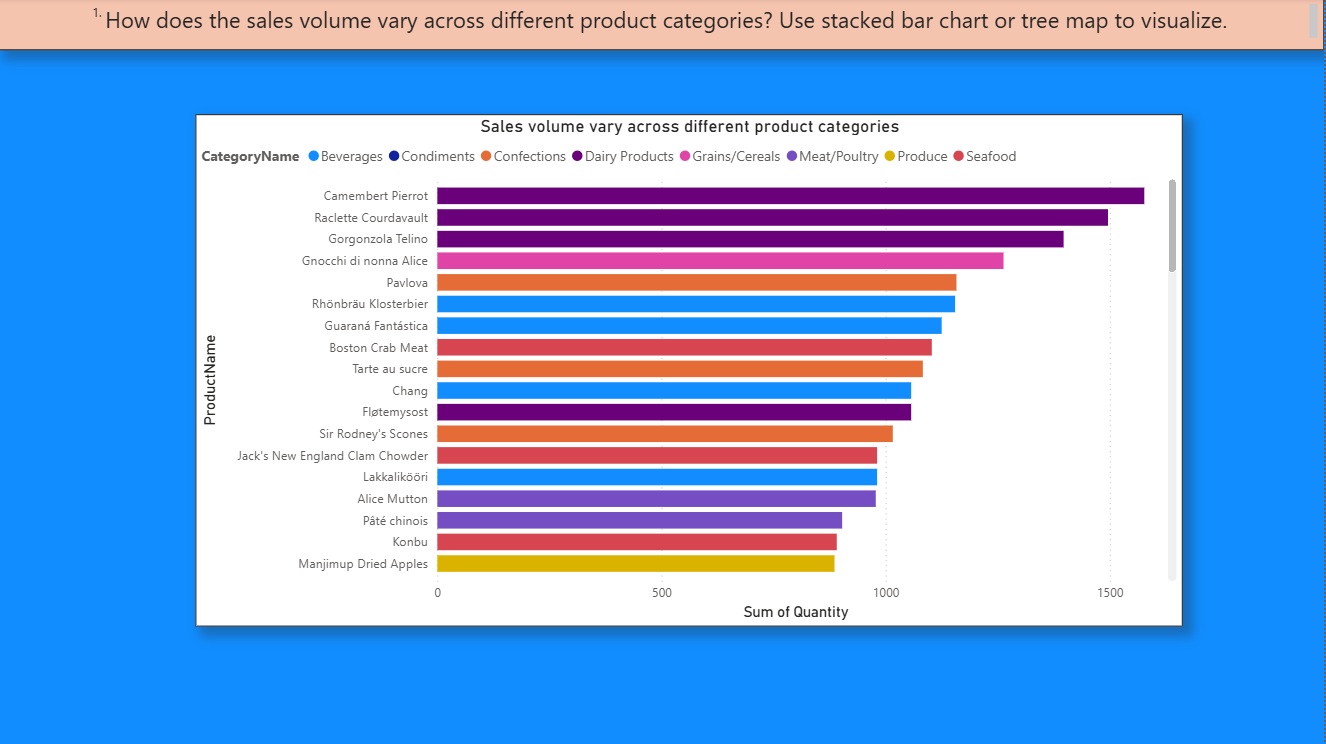 1. How does the sales volume vary across different product categories? Use stacked bar chart or tree map to visualize.
Sales volume vary across different product categories
CategoryName Beverages Condiments Confections Dairy Products Grains/Cereals Meat/Poultry Produce Seafood
ProductName
Camembert Pierrot
Raclette Courdavault
Gorgonzola Telino
Gnocchi di nonna Alice
Pavlova
Rhönbräu Klosterbier
Guaraná Fantástica
Boston Crab Meat
Tarte au sucre
Chang
Fløtemysost
Sir Rodney's Scones
Jack's New England Clam Chowder
Lakkalikööri
Alice Mutton
Pâté chinois
Konbu
Manjimup Dried Apples
0 500 1000 1500
Sum of Quantity